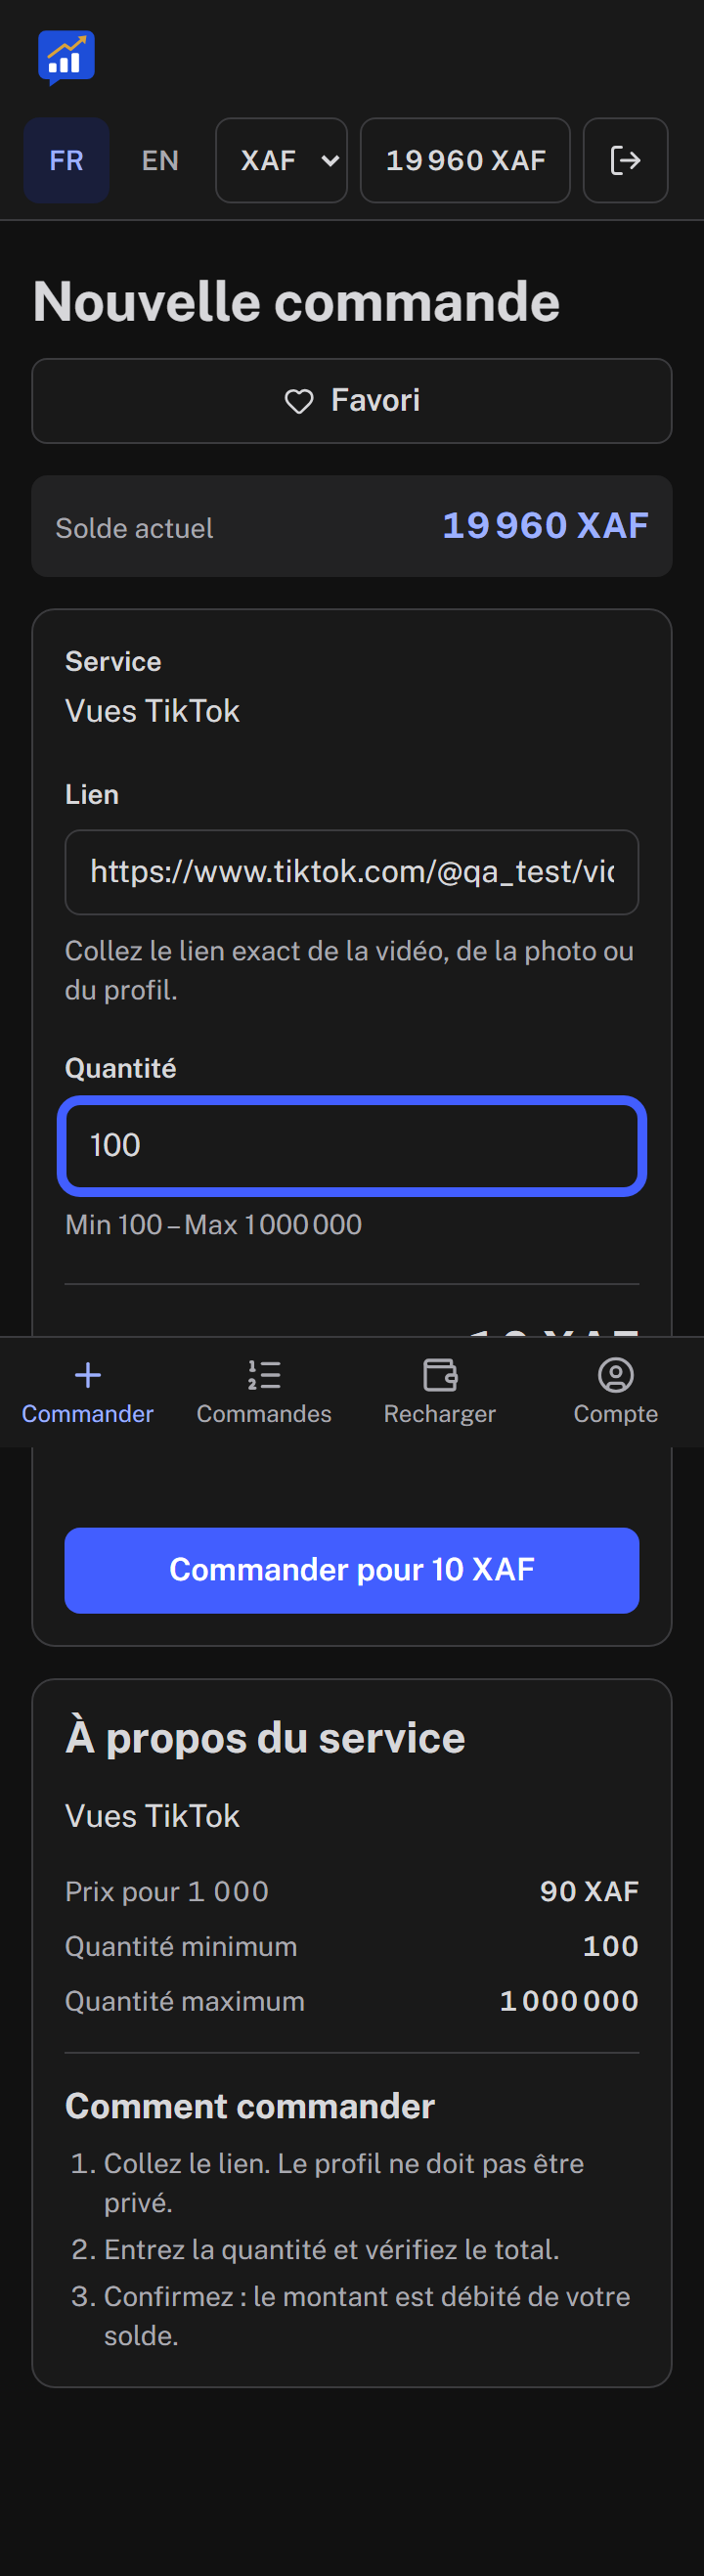 FR EN XAF 19 960 XAF
Nouvelle commande
Favori
Solde actuel 19 960 XAF
Service
Vues TikTok
Lien
https://www.tiktok.com/@qa_test/vid
Collez le lien exact de la vidéo, de la photo ou
du profil.
Quantité
100
Min 100 – Max 1 000 000
10 XAF
Commander Commandes Recharger Compte
Commander pour 10 XAF
À propos du service
Vues TikTok
Prix pour 1 000 90 XAF
Quantité minimum 100
Quantité maximum 1 000 000
Comment commander
1. Collez le lien. Le profil ne doit pas être
privé.
2. Entrez la quantité et vérifiez le total.
3. Confirmez : le montant est débité de votre
solde.